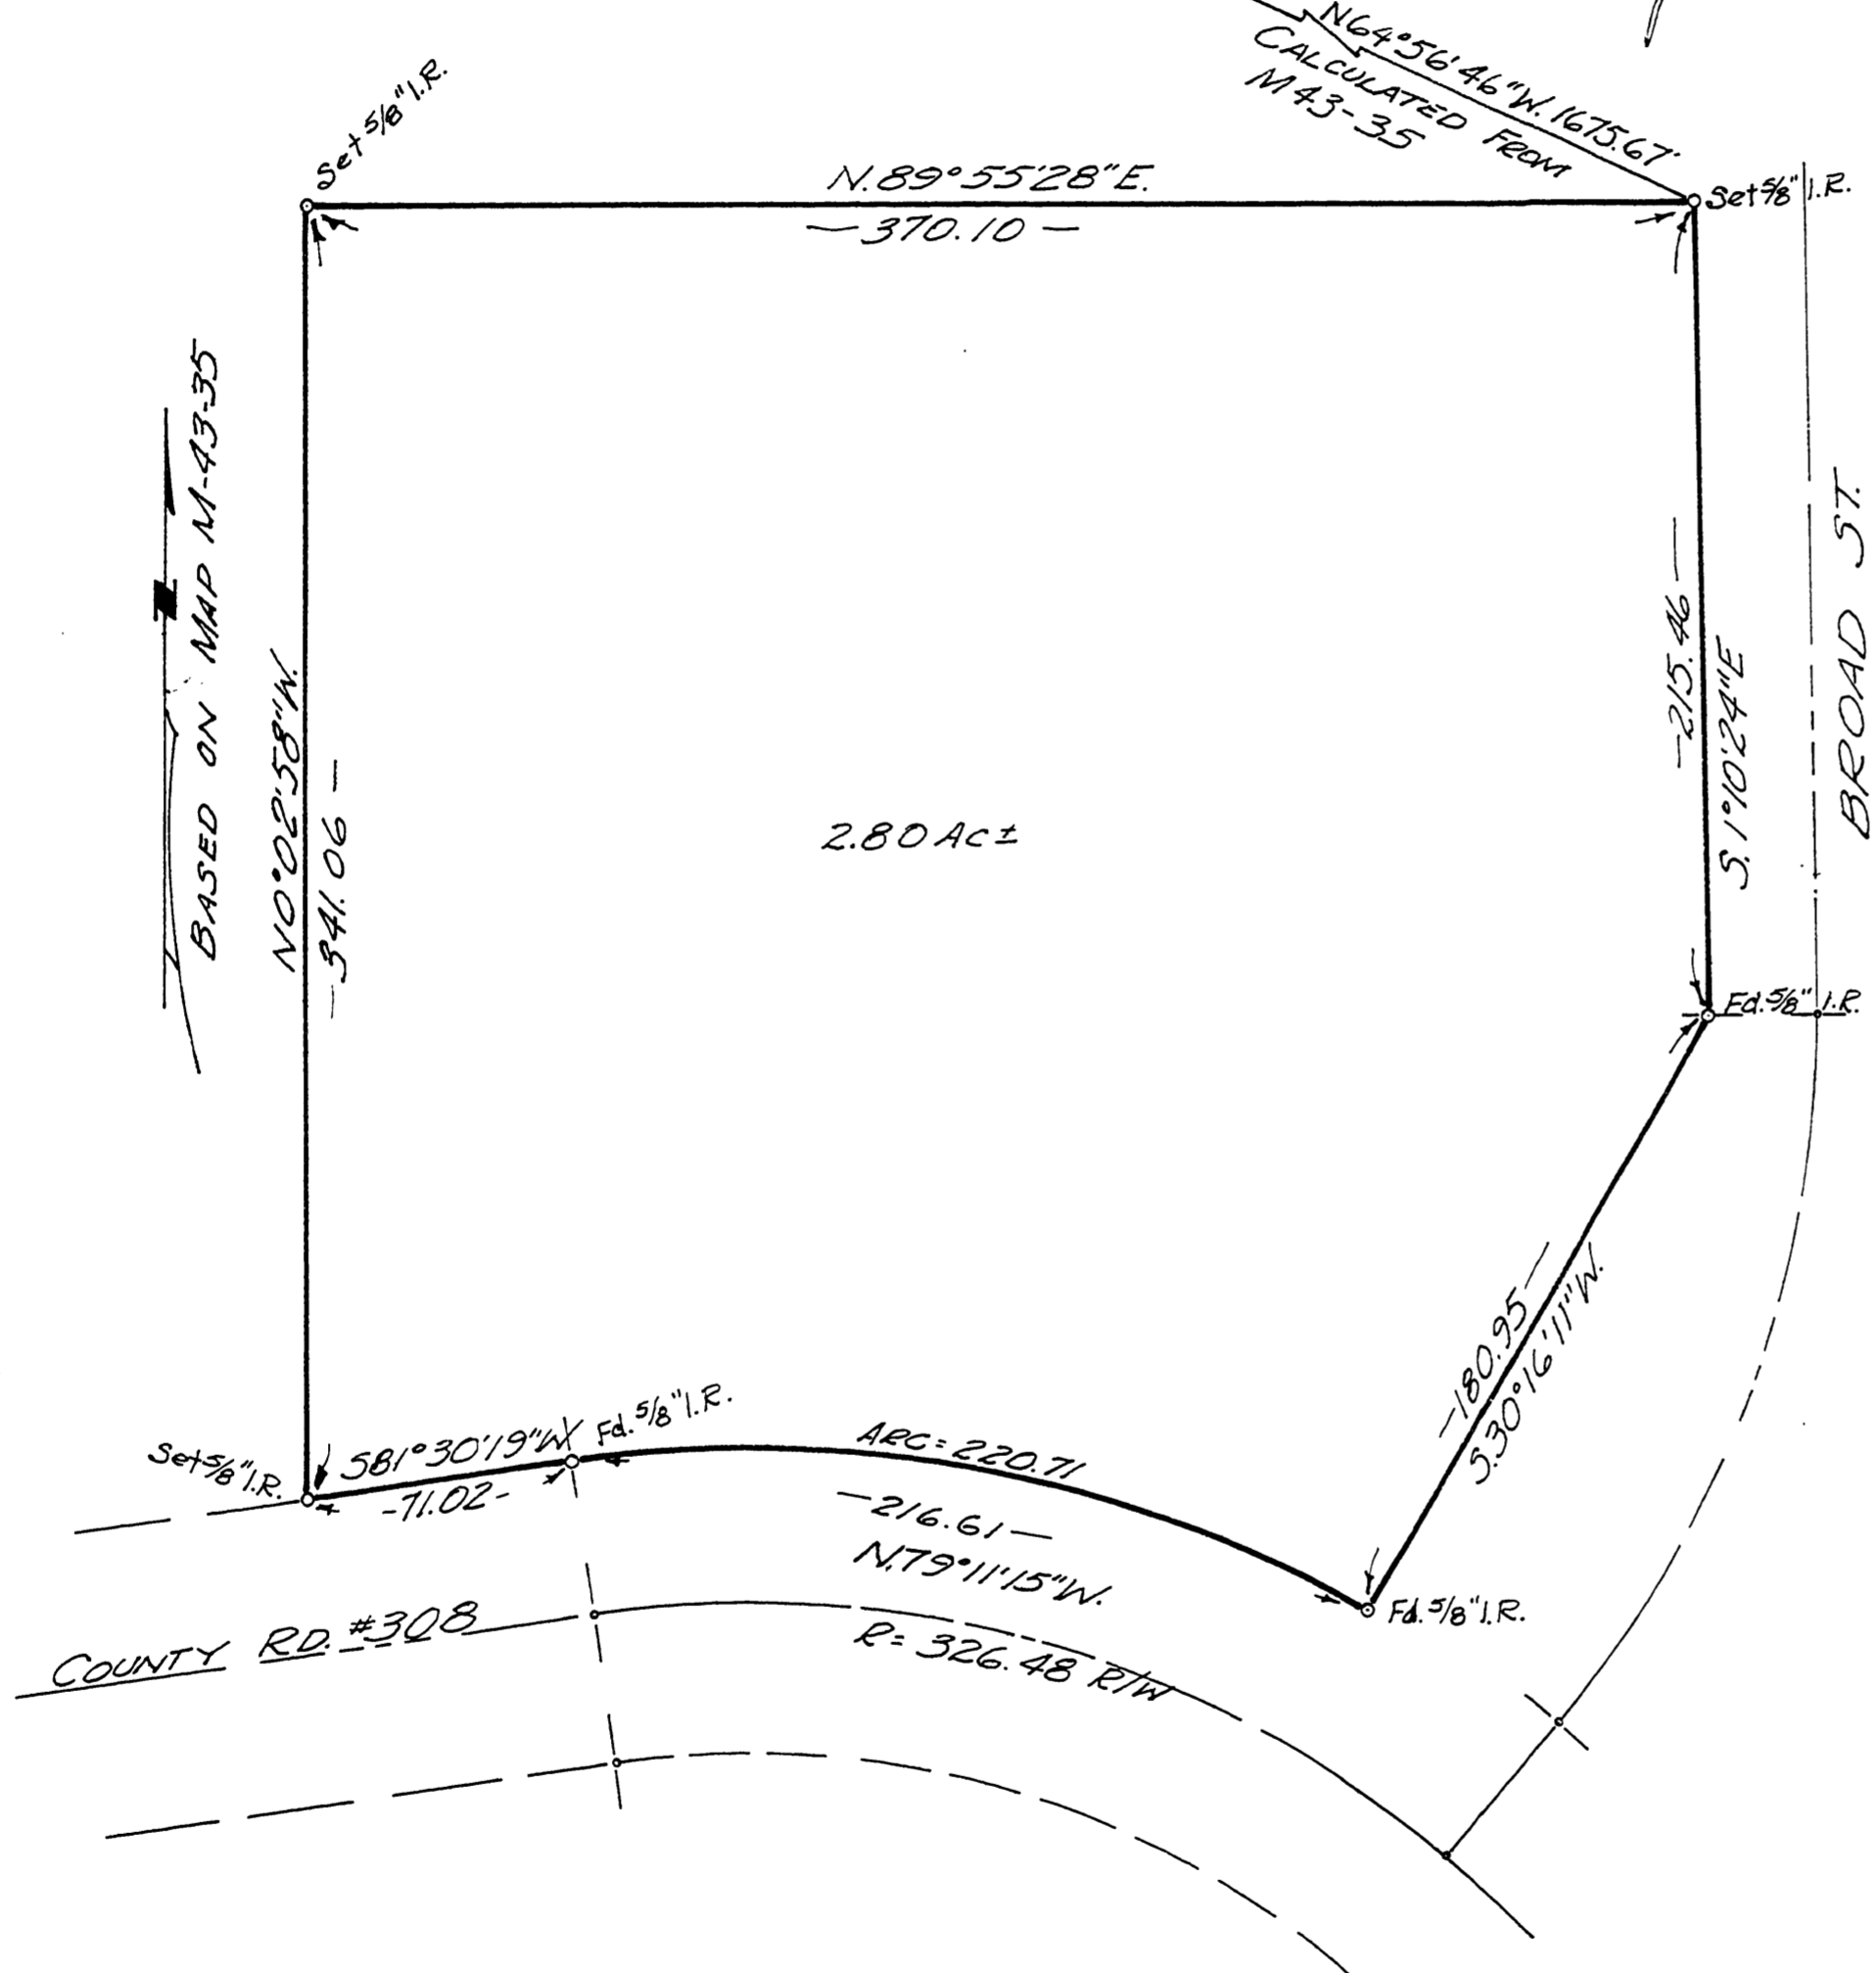 N64°56'46"W. 1675.67'
CALCULATED FROM
M 43-35
Set 5/8" I.R.
N.89°55'28"E.
—370.10—
Set 5/8" I.R.
BASED ON MAP M-43-35
N
N0°02'58"W.
—341.06—
2.80 Ac ±
—215.46—
S.1°10'24"E
BROAD ST.
Fd. 5/8" I.R.
—180.95—
S.30°16'11"W.
Set 5/8" I.R.
S81°30'19"W
-71.02-
Fd. 5/8" I.R.
ARC=220.71
—216.61—
N.79°11'15"W.
Fd. 5/8" I.R.
R= 326.48 R/W
COUNTY RD. #308